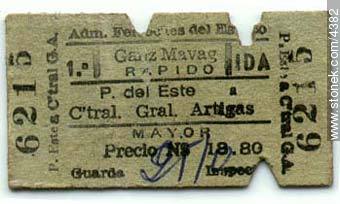 Adm. Ferrocarriles del Estado
1.ª Ganz Mavag IDA
RAPIDO
P. del Este a
C'tral. Gral. Artigas
MAYOR
Precio N$ 18.80
Guarda Inspec
6215
P. Este a C'tral G.A.
P. Este a C'tral G.A.
6215
www.stonek.com/4382